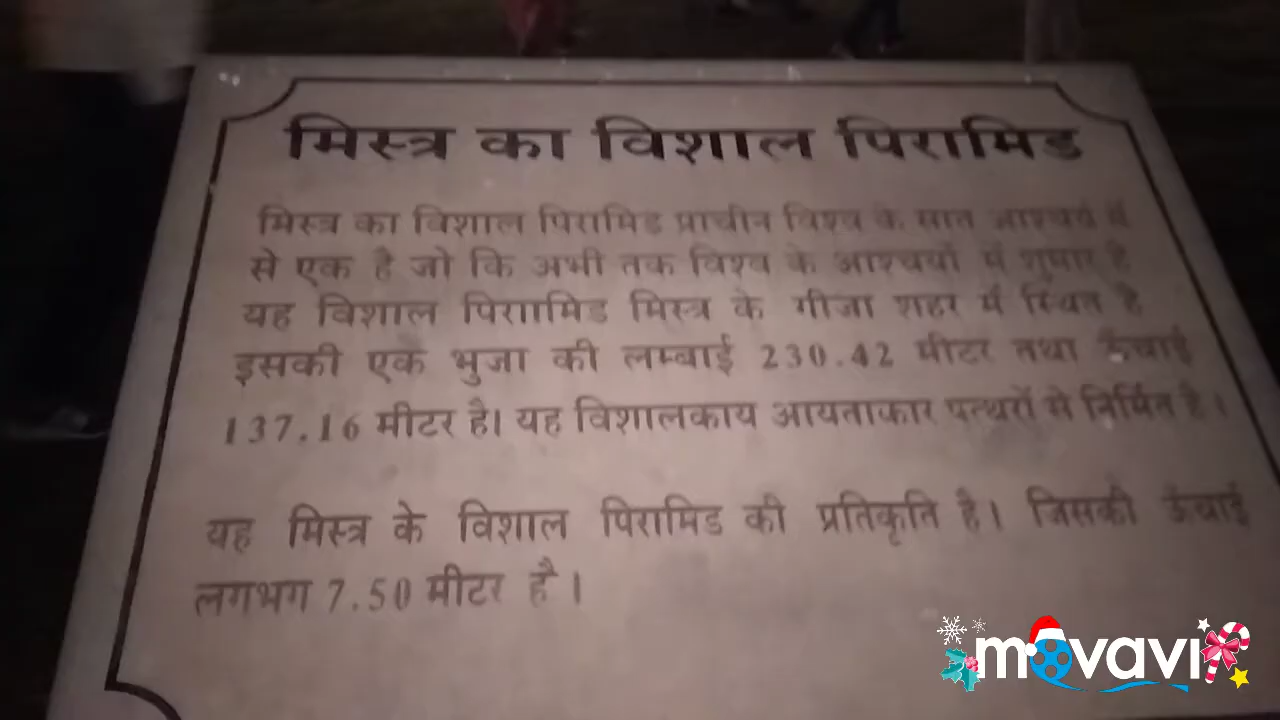 मिस्त्र का विशाल पिरामिड
मिस्त्र का विशाल पिरामिड प्राचीन विश्व के सात आश्चर्य में
से एक है जो कि अभी तक विश्व के आश्चर्यो में शुमार है
यह विशाल पिराामिड मिस्त्र के गीजा शहर में स्थित है
इसकी एक भुजा की लम्बाई 230.42 मीटर तथा ऊँचाई
137.16 मीटर है। यह विशालकाय आयताकार पत्थरों से निर्मित है।
यह मिस्त्र के विशाल पिरामिड की प्रतिकृति है। जिसकी ऊंचाई
लगभग 7.50 मीटर है।
movavi